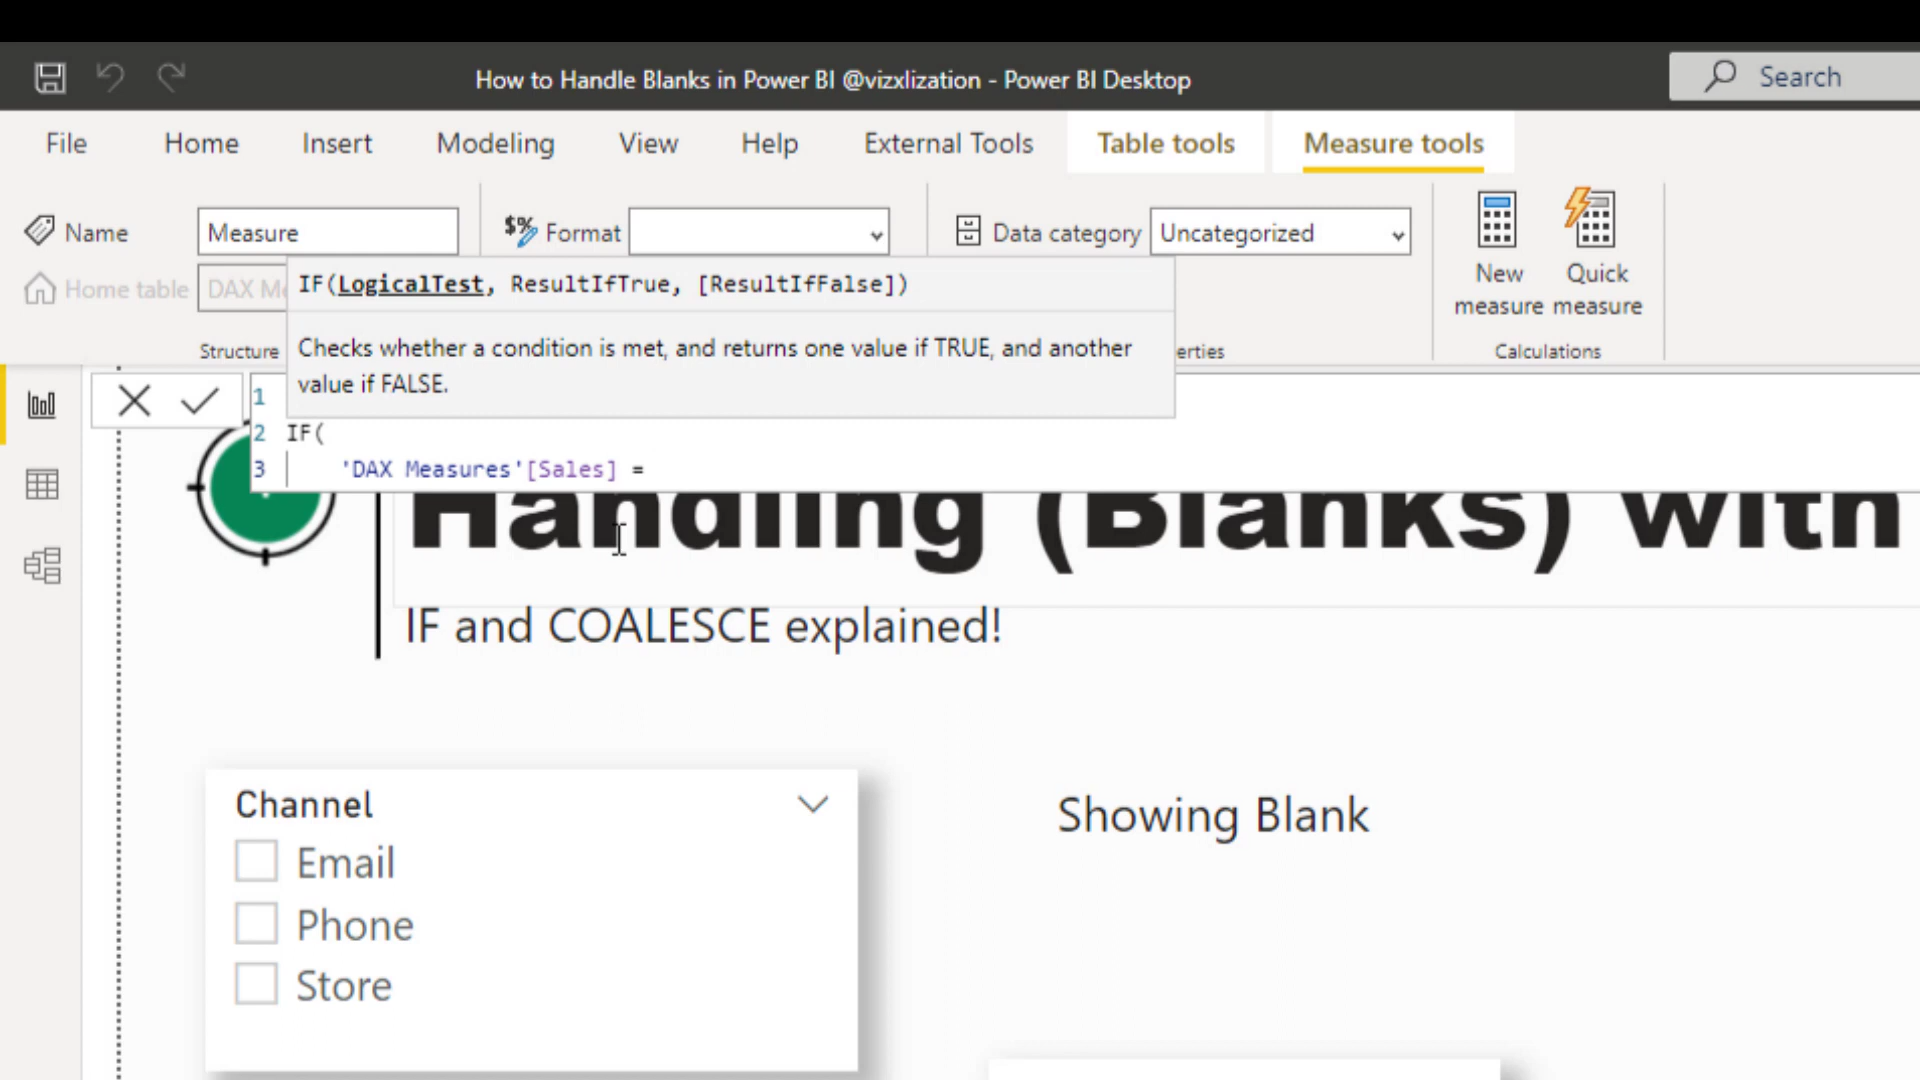 How to Handle Blanks in Power BI @vizxlization - Power BI Desktop
Search
File Home Insert Modeling View Help External Tools Table tools Measure tools
Name Measure
$% Format
Data category Uncategorized
New measure
Quick measure
Home table DAX Me
IF(LogicalTest, ResultIfTrue, [ResultIfFalse])
Checks whether a condition is met, and returns one value if TRUE, and another
value if FALSE.
Structure
erties
Calculations
1
2 IF(
3 'DAX Measures'[Sales] =
Handling (Blanks) with
IF and COALESCE explained!
Channel
Email
Phone
Store
Showing Blank